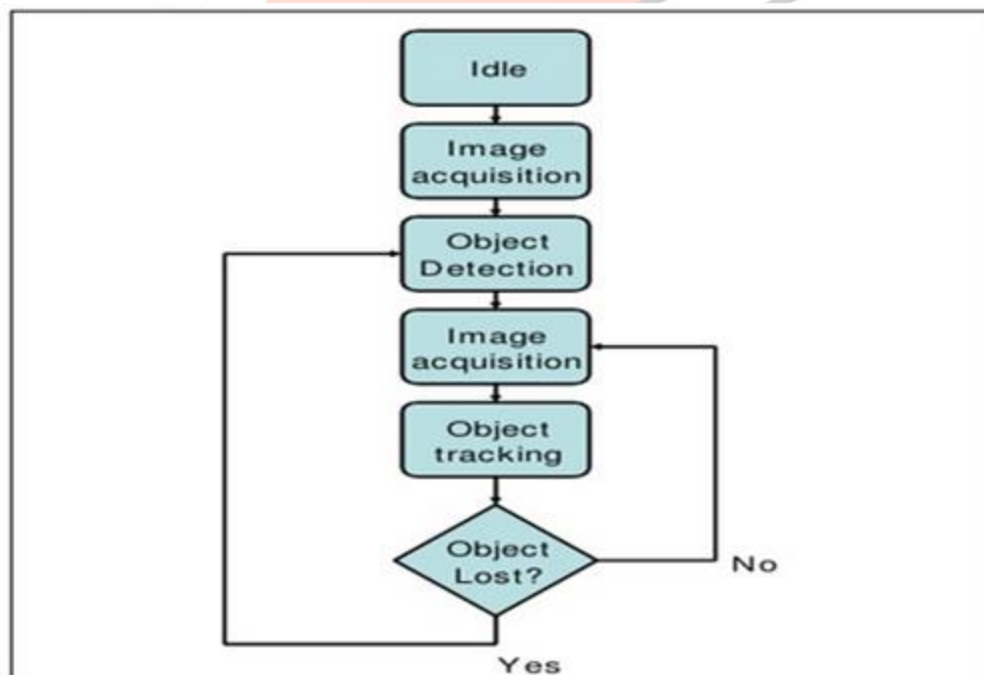 Idle
Image
acquisition
Object
Detection
Image
acquisition
Object
tracking
Object
Lost?
No
Yes